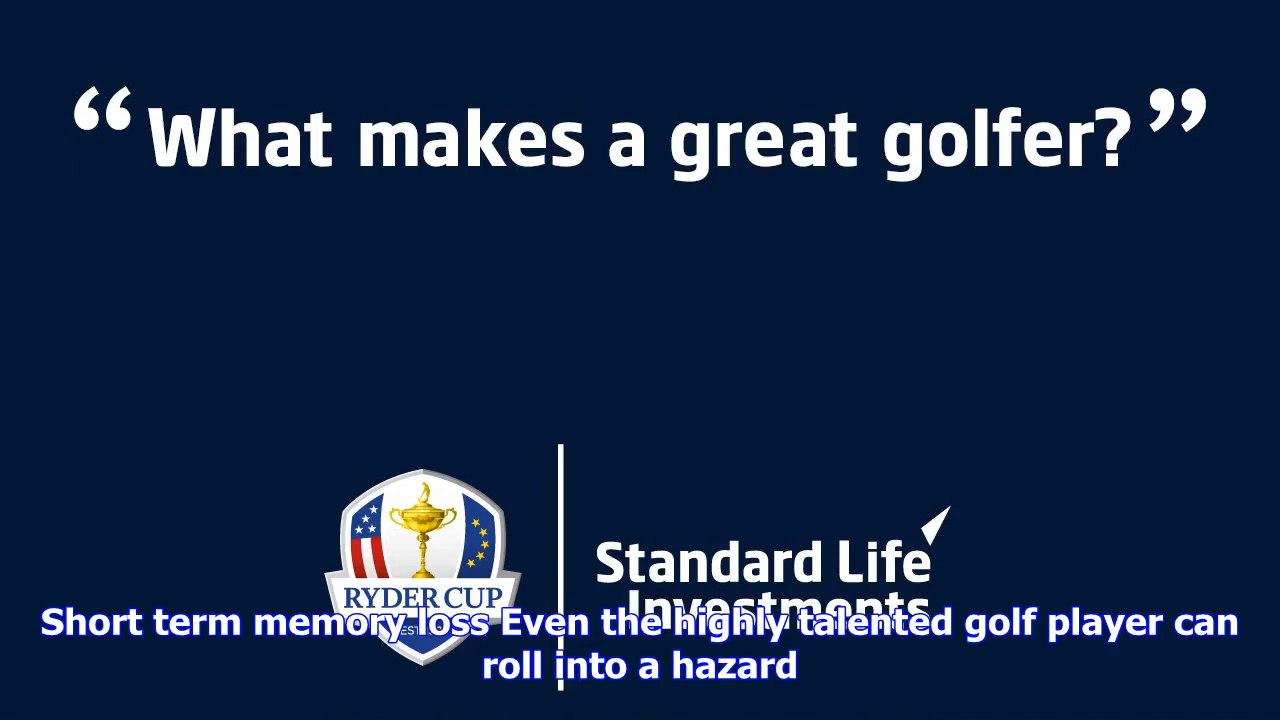 “What makes a great golfer?”
RYDER CUP
Standard Life
Investments
Short term memory loss Even the highly talented golf player can
roll into a hazard